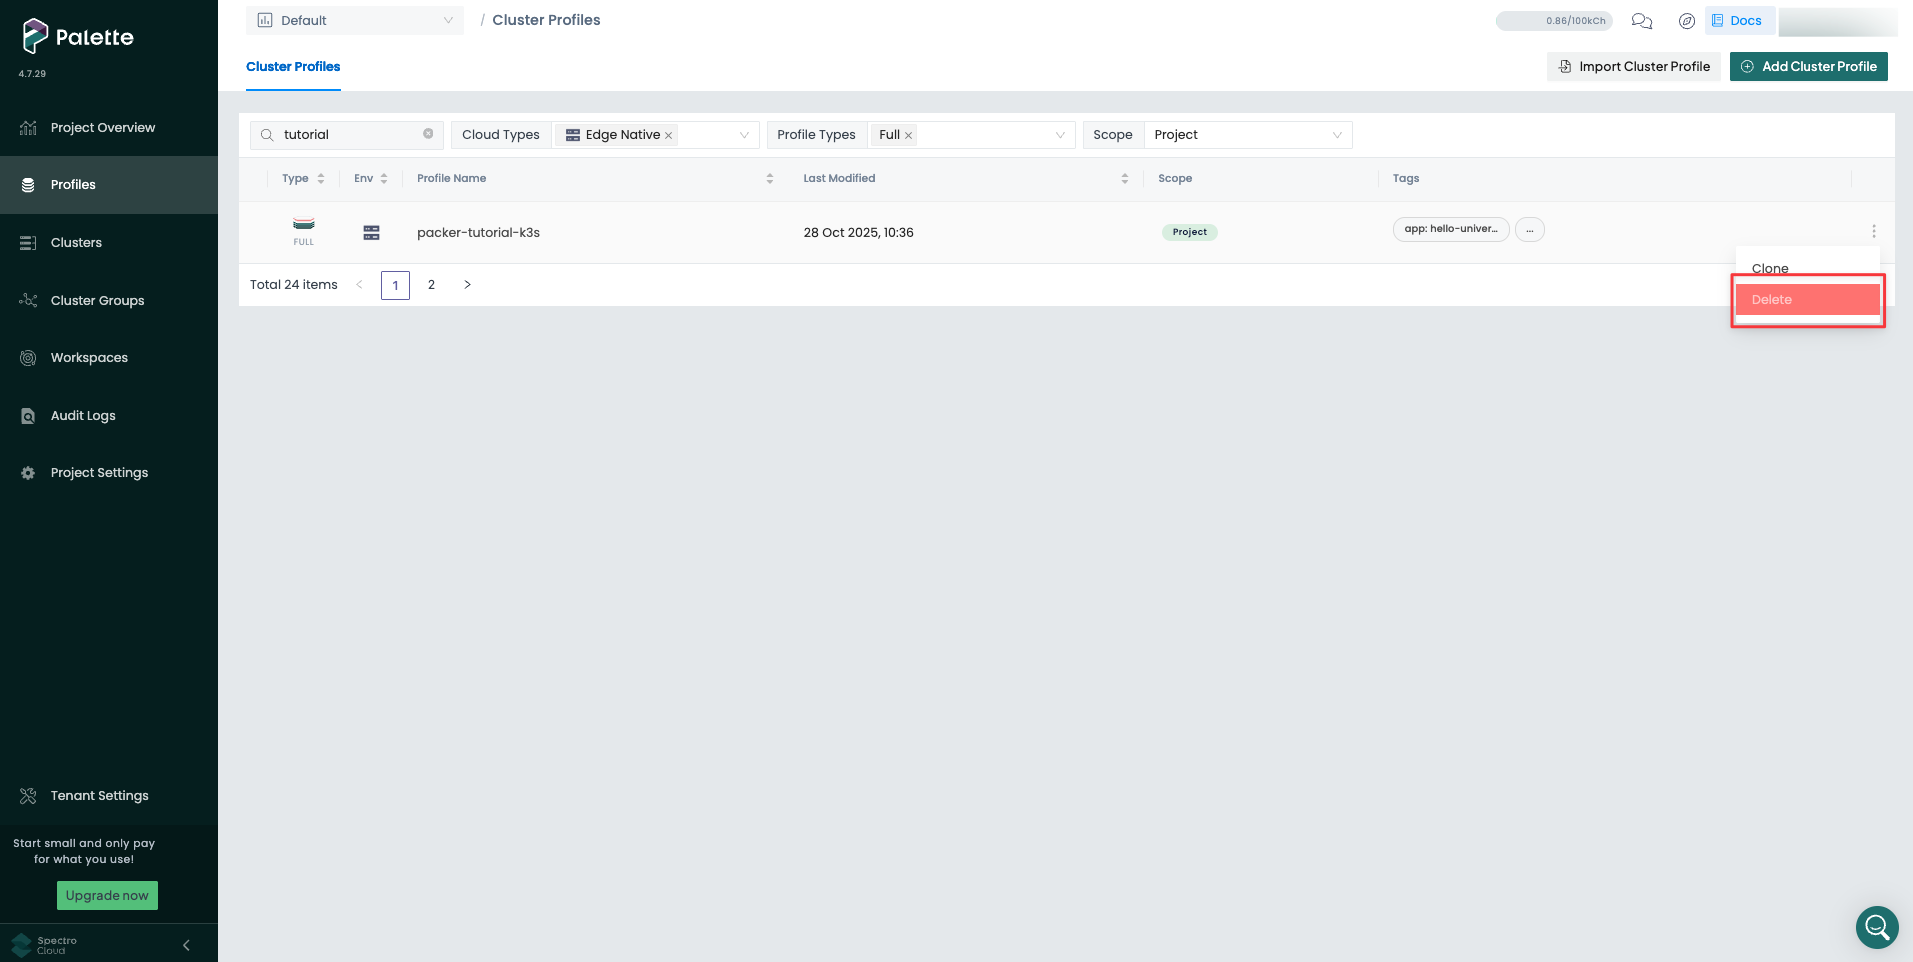 Palette
4.7.29
Project Overview
Profiles
Clusters
Cluster Groups
Workspaces
Audit Logs
Project Settings
Tenant Settings
Start small and only pay
for what you use!
Upgrade now
Spectro
Cloud
Default
/ Cluster Profiles
0.86/100kCh
Docs
Cluster Profiles
Import Cluster Profile
Add Cluster Profile
tutorial
Cloud Types
Edge Native
Profile Types
Full
Scope
Project
Type
Env
Profile Name
Last Modified
Scope
Tags
FULL
packer-tutorial-k3s
28 Oct 2025, 10:36
Project
app: hello-univer...
...
Clone
Delete
Total 24 items
1
2